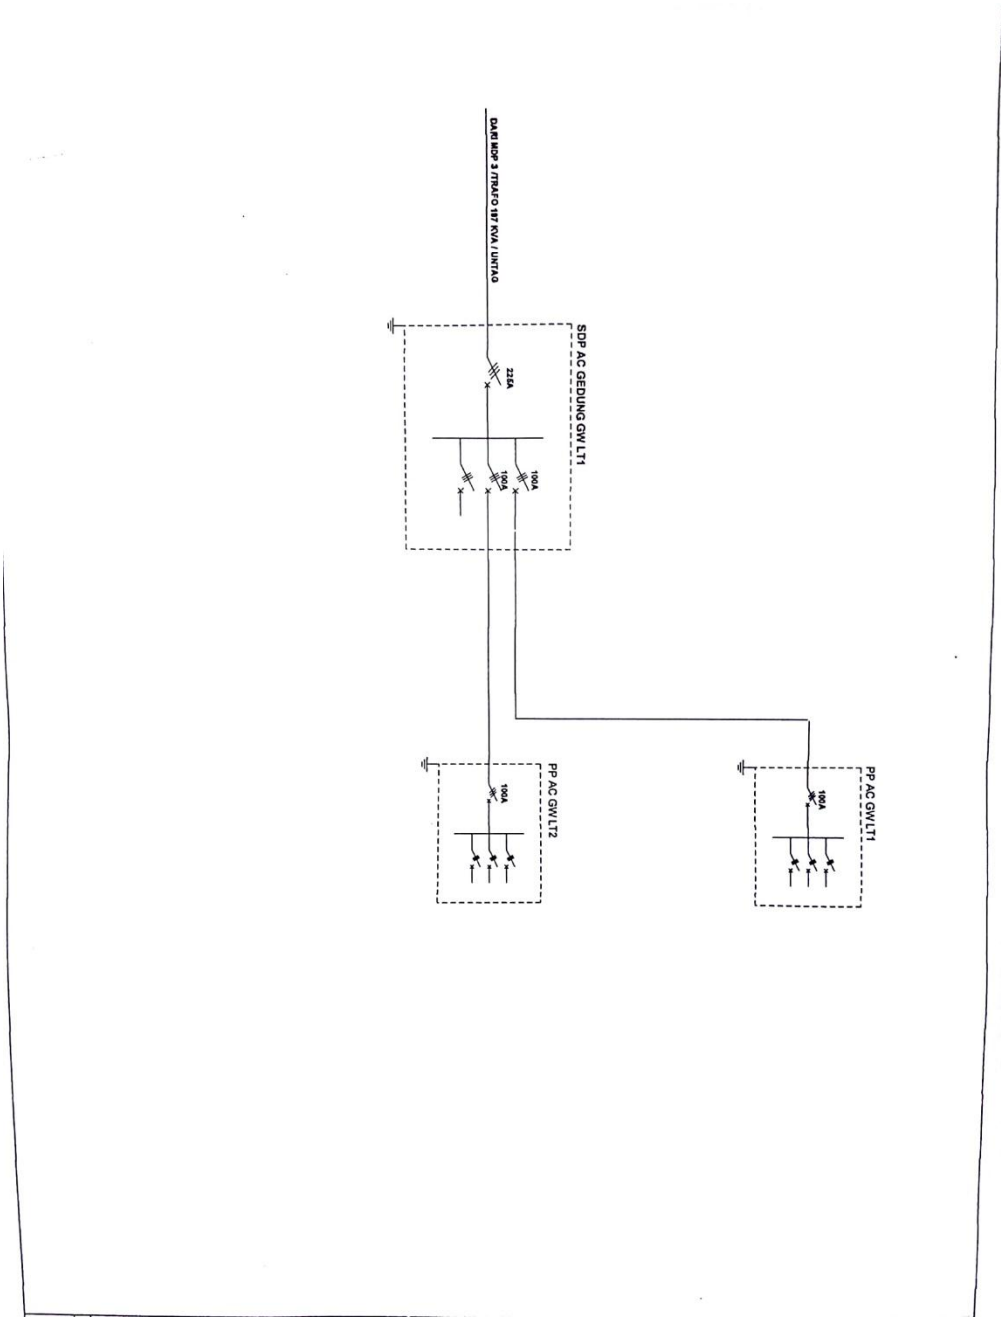 DARI MDP 3 /TRAFO 197 KVA / UNTAG
SDP AC GEDUNG GW LT1
225A
100A
100A
PP AC GW LT1
100A
PP AC GW LT2
100A